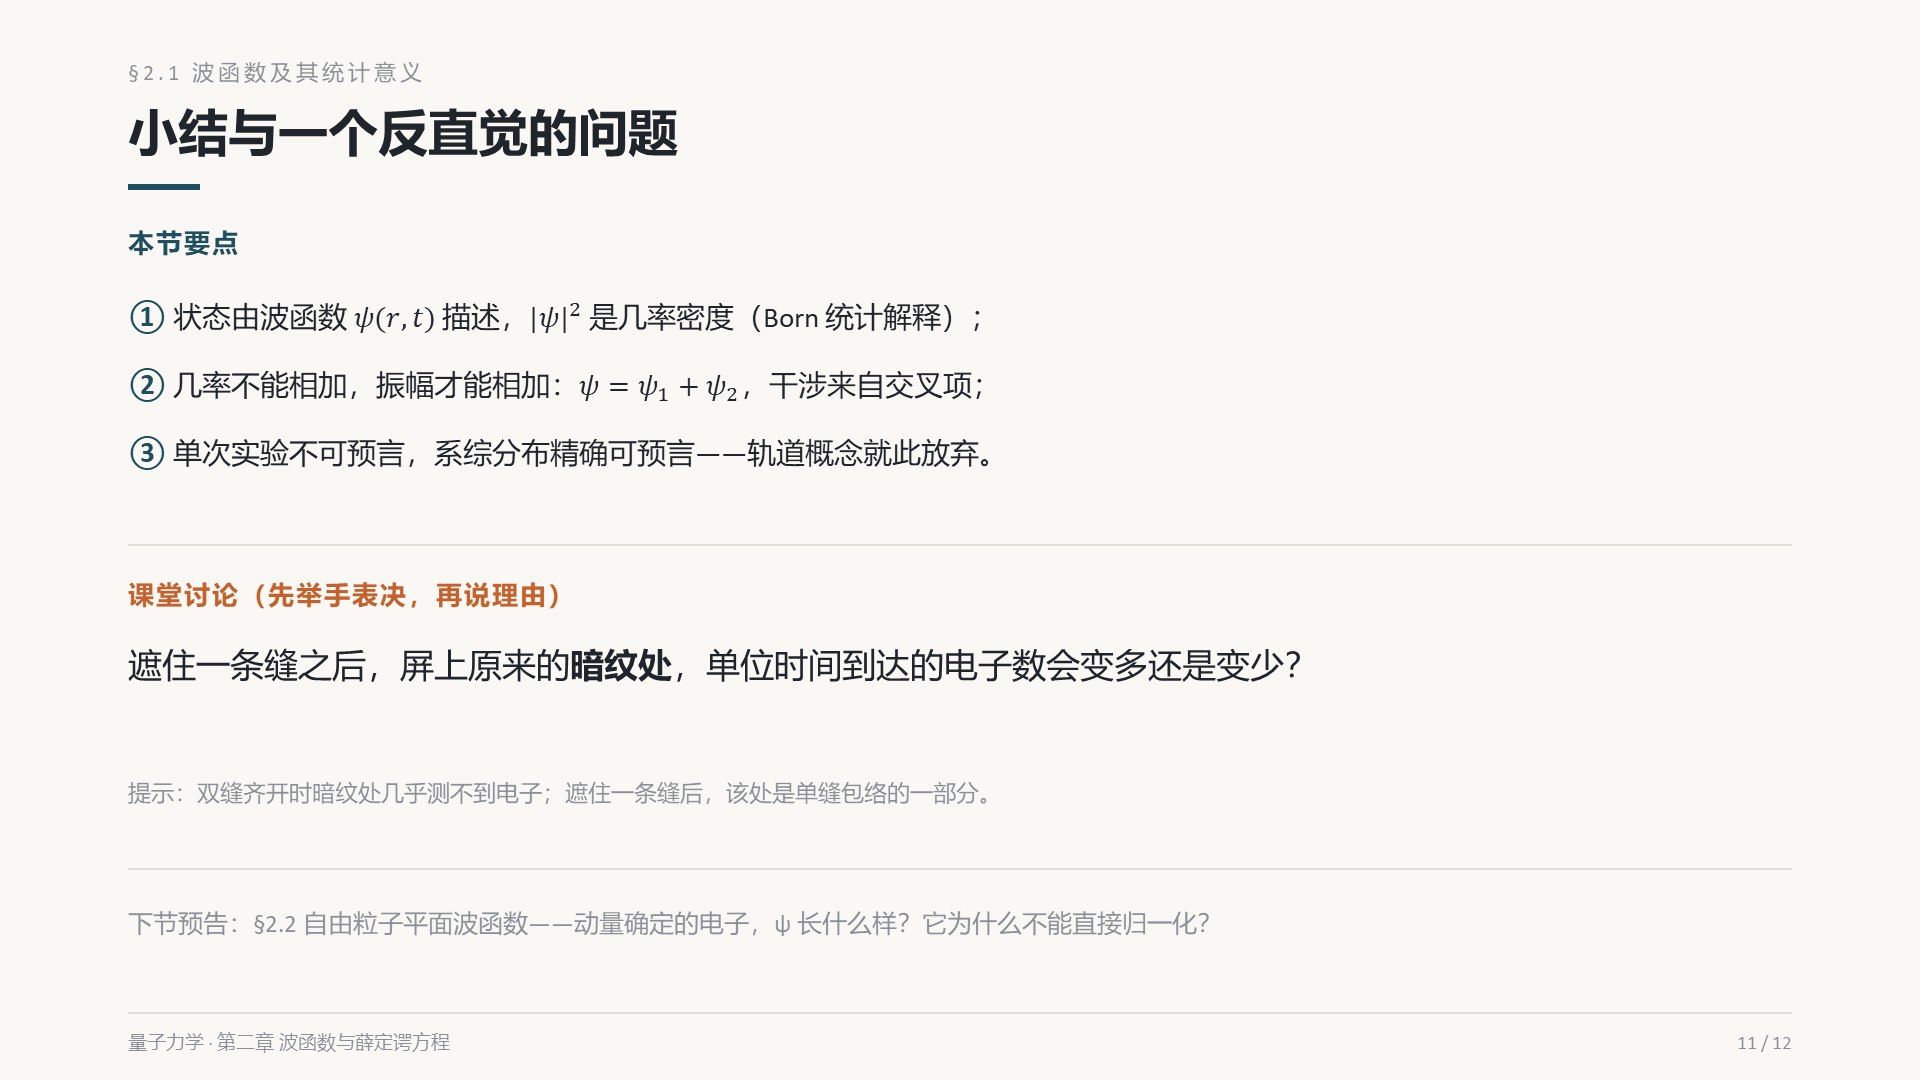 §2.1 波函数及其统计意义
小结与一个反直觉的问题
本节要点
① 状态由波函数 ψ(r, t) 描述，|ψ|² 是几率密度（Born 统计解释）；
② 几率不能相加，振幅才能相加：ψ = ψ₁ + ψ₂，干涉来自交叉项；
③ 单次实验不可预言，系综分布精确可预言——轨道概念就此放弃。
课堂讨论（先举手表决，再说理由）
遮住一条缝之后，屏上原来的暗纹处，单位时间到达的电子数会变多还是变少？
提示：双缝齐开时暗纹处几乎测不到电子；遮住一条缝后，该处是单缝包络的一部分。
下节预告：§2.2 自由粒子平面波函数——动量确定的电子，ψ 长什么样？它为什么不能直接归一化？
量子力学 · 第二章 波函数与薛定谔方程
11 / 12